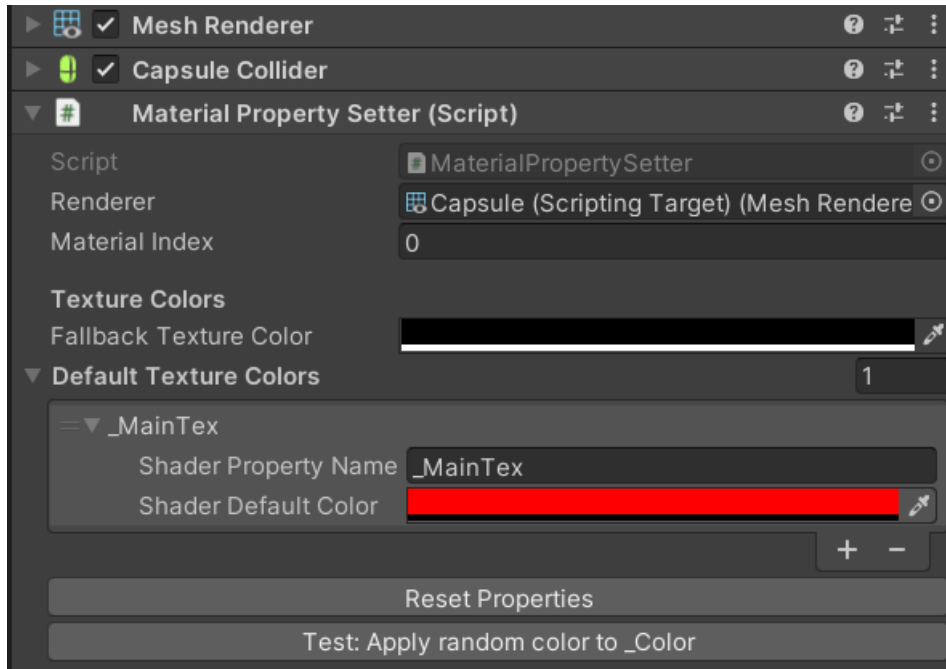 Mesh Renderer
Capsule Collider
# Material Property Setter (Script)
Script # MaterialPropertySetter
Renderer Capsule (Scripting Target) (Mesh Rendere
Material Index 0
Texture Colors
Fallback Texture Color
Default Texture Colors 1
_MainTex
Shader Property Name _MainTex
Shader Default Color
+ −
Reset Properties
Test: Apply random color to _Color